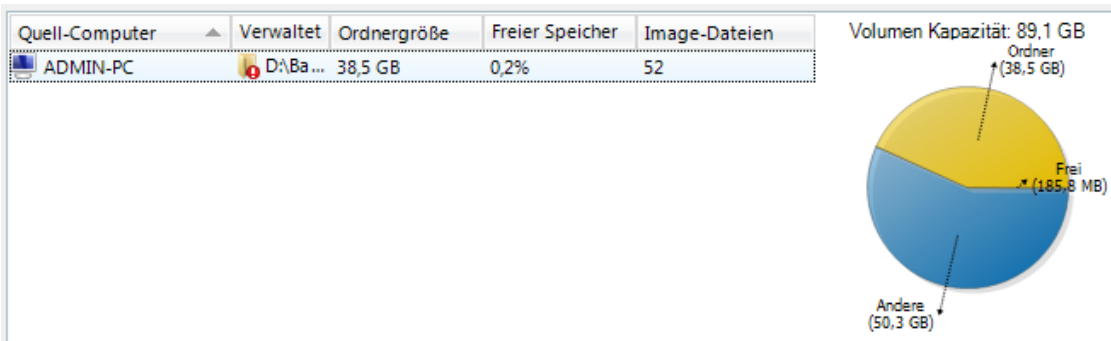 Quell-Computer Verwaltet Ordnergröße Freier Speicher Image-Dateien
ADMIN-PC D:\Ba... 38,5 GB 0,2% 52
Volumen Kapazität: 89,1 GB
Ordner
(38,5 GB)
Frei
(185,8 MB)
Andere
(50,3 GB)